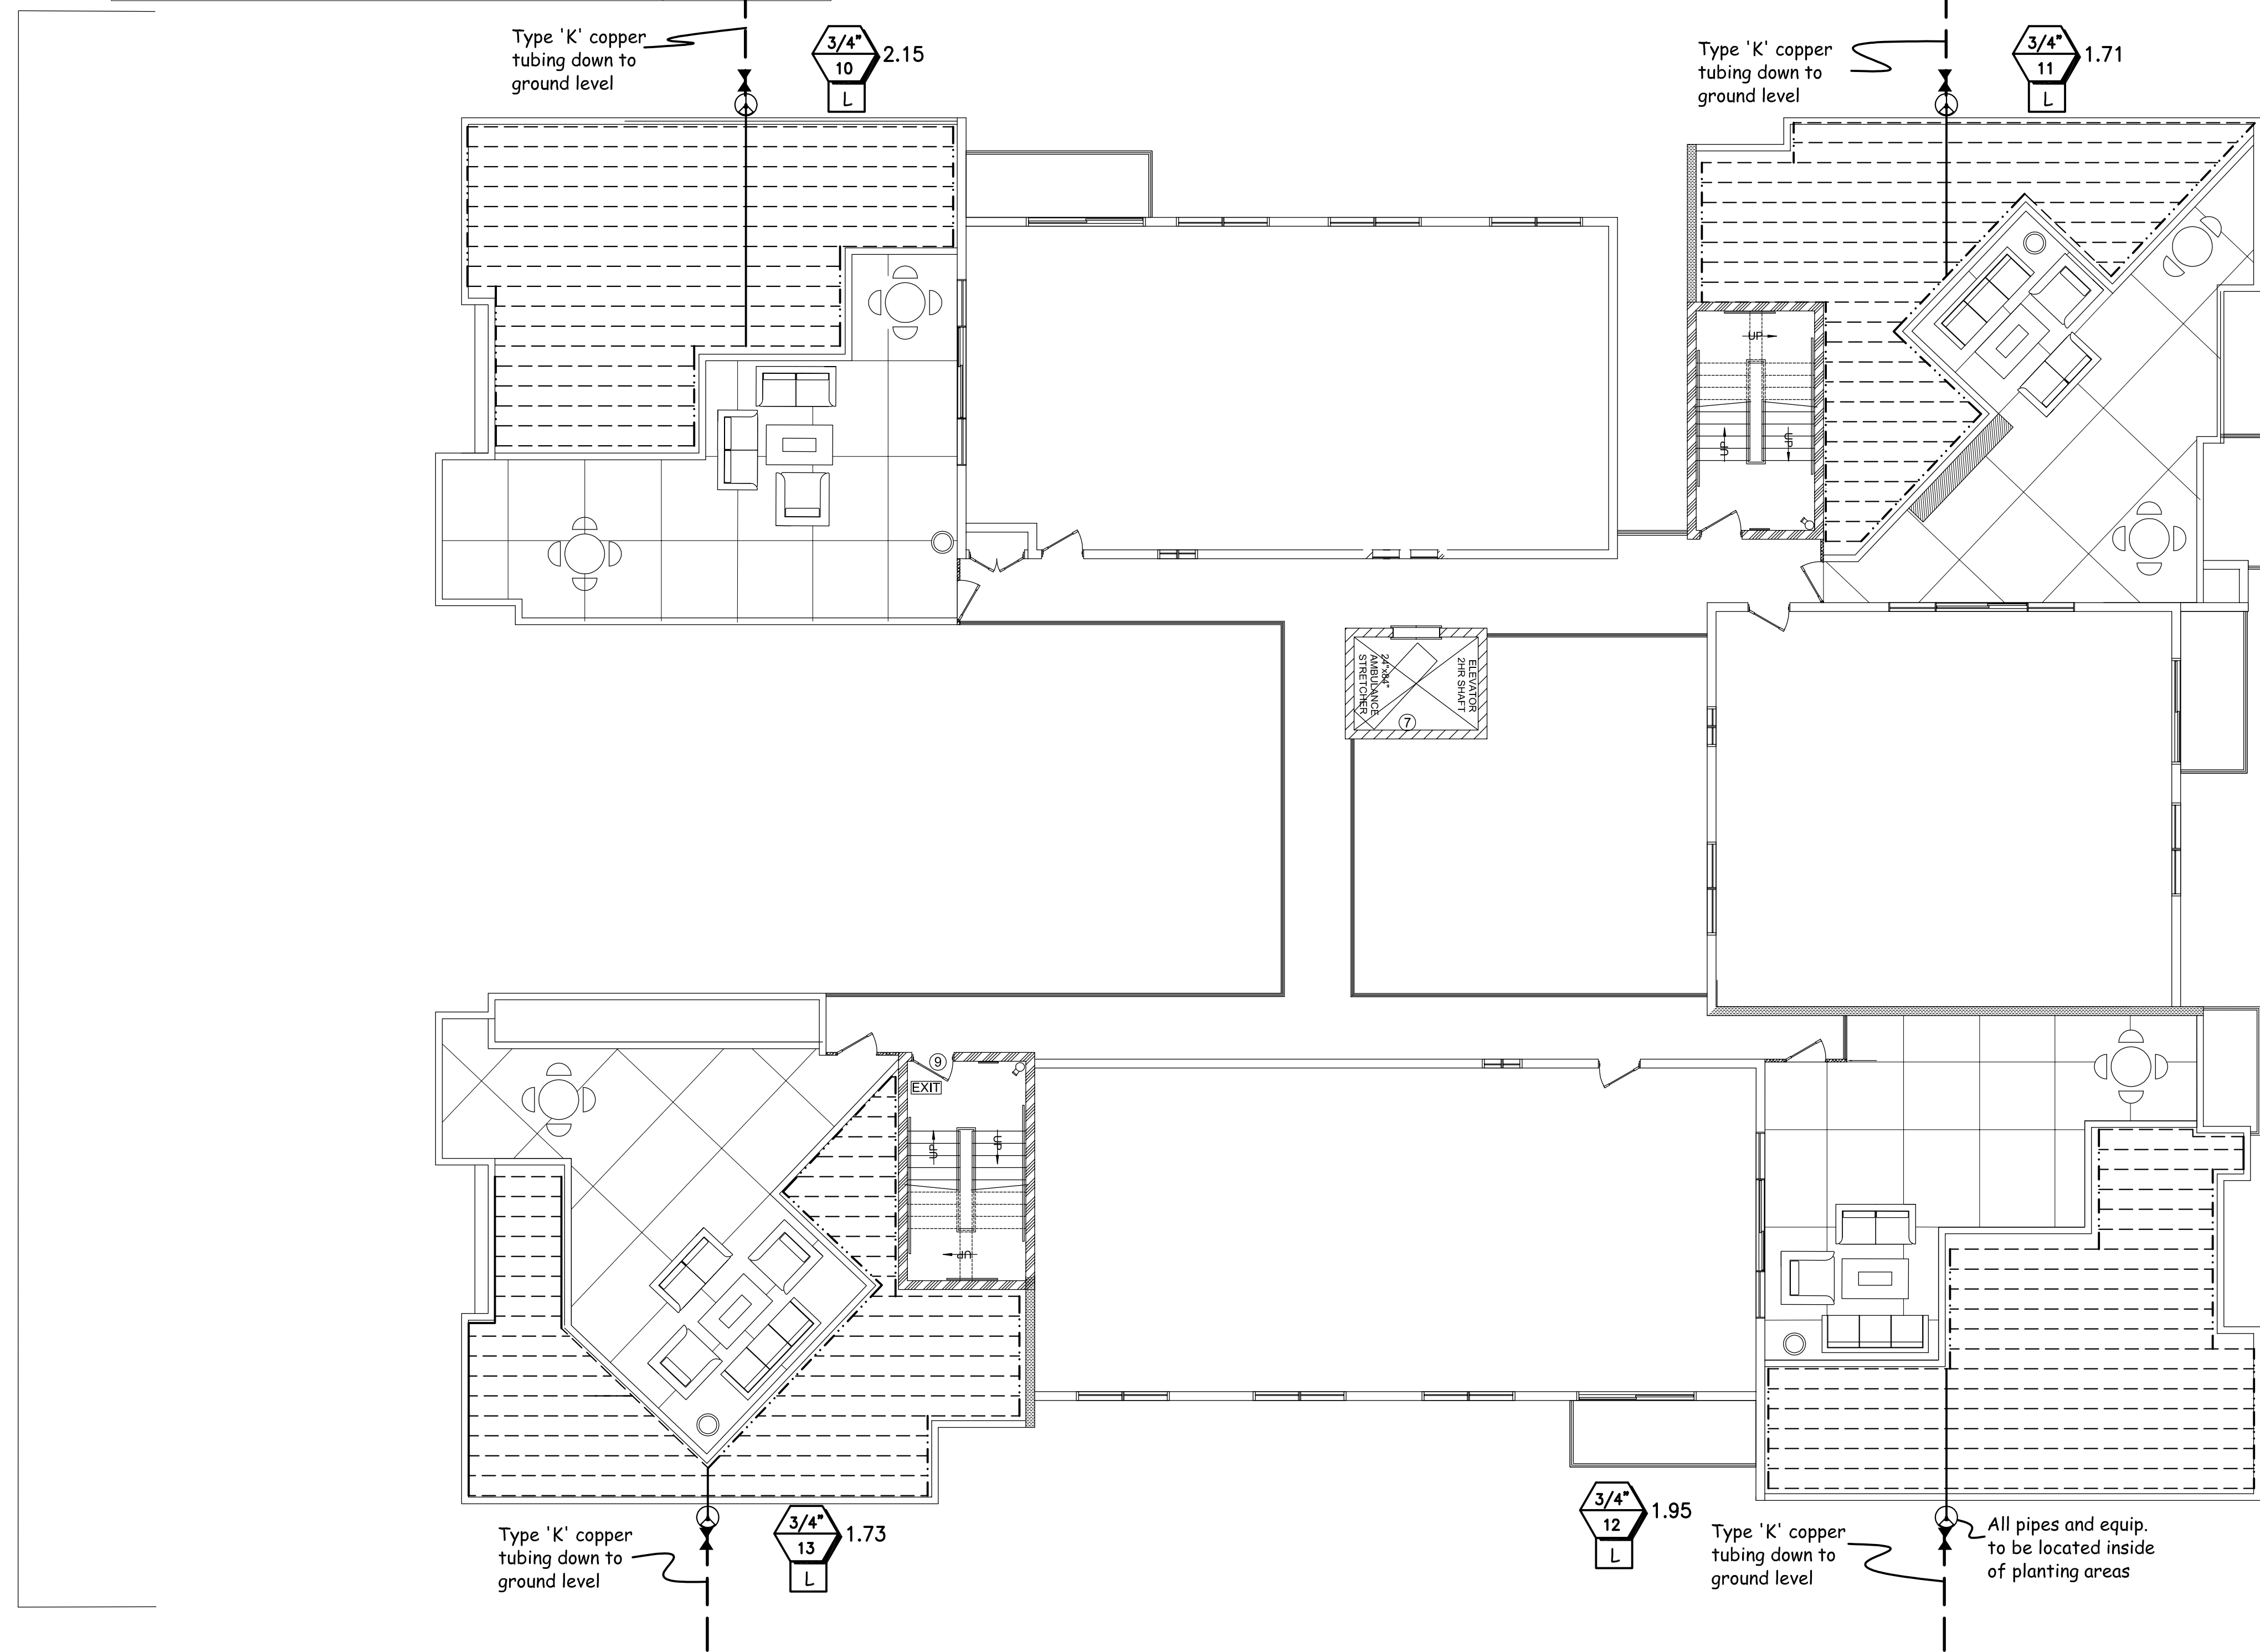 Type 'K' copper
tubing down to
ground level
3/4"
10
L
2.15
Type 'K' copper
tubing down to
ground level
3/4"
11
L
1.71
UP
UP
UP
ELEVATOR
2HR SHAFT
24"x84"
AMBULANCE
STRETCHER
7
9
EXIT
UP
UP
UP
Type 'K' copper
tubing down to
ground level
3/4"
13
L
1.73
3/4"
12
L
1.95
Type 'K' copper
tubing down to
ground level
All pipes and equip.
to be located inside
of planting areas